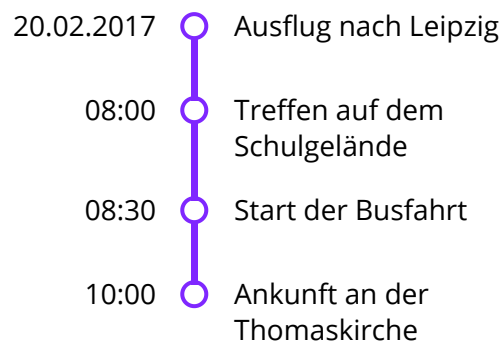 20.02.2017 Ausflug nach Leipzig
08:00 Treffen auf dem
Schulgelände
08:30 Start der Busfahrt
10:00 Ankunft an der
Thomaskirche